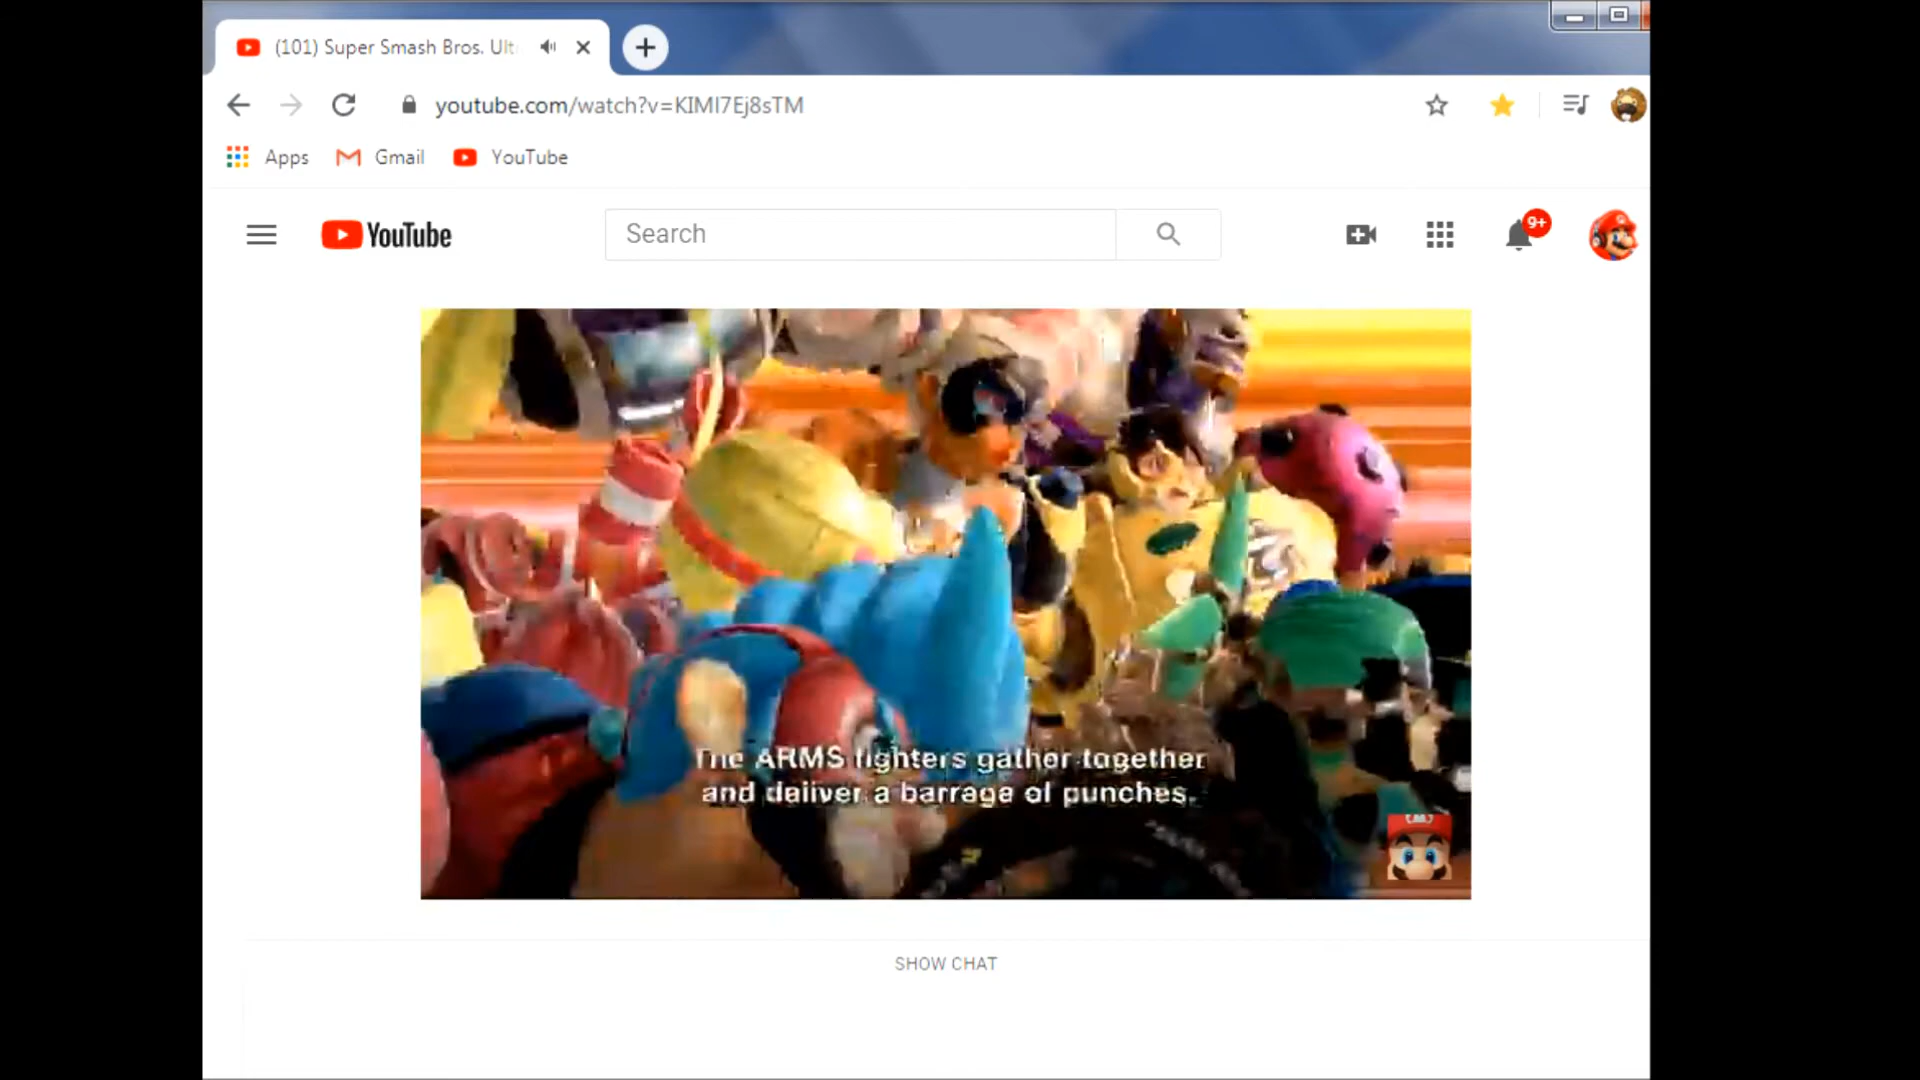 (101) Super Smash Bros. Ult
youtube.com/watch?v=KIMI7Ej8sTM
Apps
Gmail
YouTube
YouTube
Search
9+
The ARMS fighters gather together
and deliver a barrage of punches.
SHOW CHAT